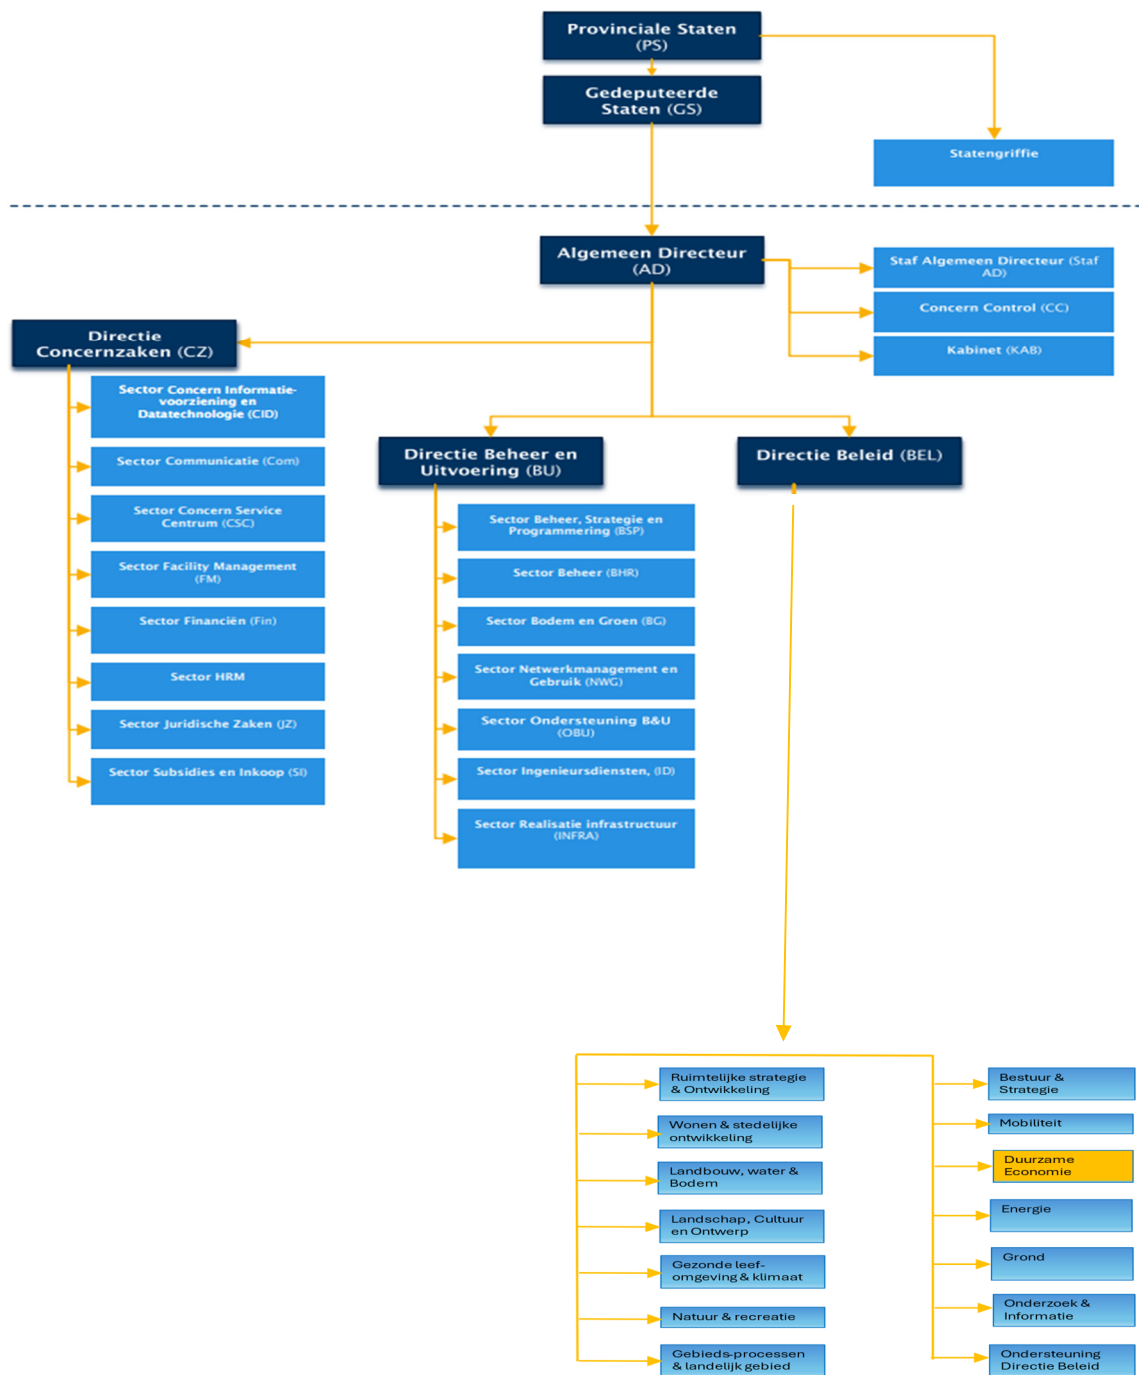 Provinciale Staten
(PS)
Gedeputeerde
Staten (GS)
Statengriffie
Algemeen Directeur
(AD)
Staf Algemeen Directeur (Staf
AD)
Concern Control (CC)
Kabinet (KAB)
Directie
Concernzaken (CZ)
Sector Concern Informatie-
voorziening en
Datatechnologie (CID)
Sector Communicatie (Com)
Sector Concern Service
Centrum (CSC)
Sector Facility Management
(FM)
Sector Financiën (Fin)
Sector HRM
Sector Juridische Zaken (JZ)
Sector Subsidies en Inkoop (SI)
Directie Beheer en
Uitvoering (BU)
Sector Beheer, Strategie en
Programmering (BSP)
Sector Beheer (BHR)
Sector Bodem en Groen (BG)
Sector Netwerkmanagement en
Gebruik (NWG)
Sector Ondersteuning B&U
(OBU)
Sector Ingenieursdiensten, (ID)
Sector Realisatie infrastructuur
(INFRA)
Directie Beleid (BEL)
Ruimtelijke strategie
& Ontwikkeling
Wonen & stedelijke
ontwikkeling
Landbouw, water &
Bodem
Landschap, Cultuur
en Ontwerp
Gezonde leef-
omgeving & klimaat
Natuur & recreatie
Gebieds-processen
& landelijk gebied
Bestuur &
Strategie
Mobiliteit
Duurzame
Economie
Energie
Grond
Onderzoek &
Informatie
Ondersteuning
Directie Beleid